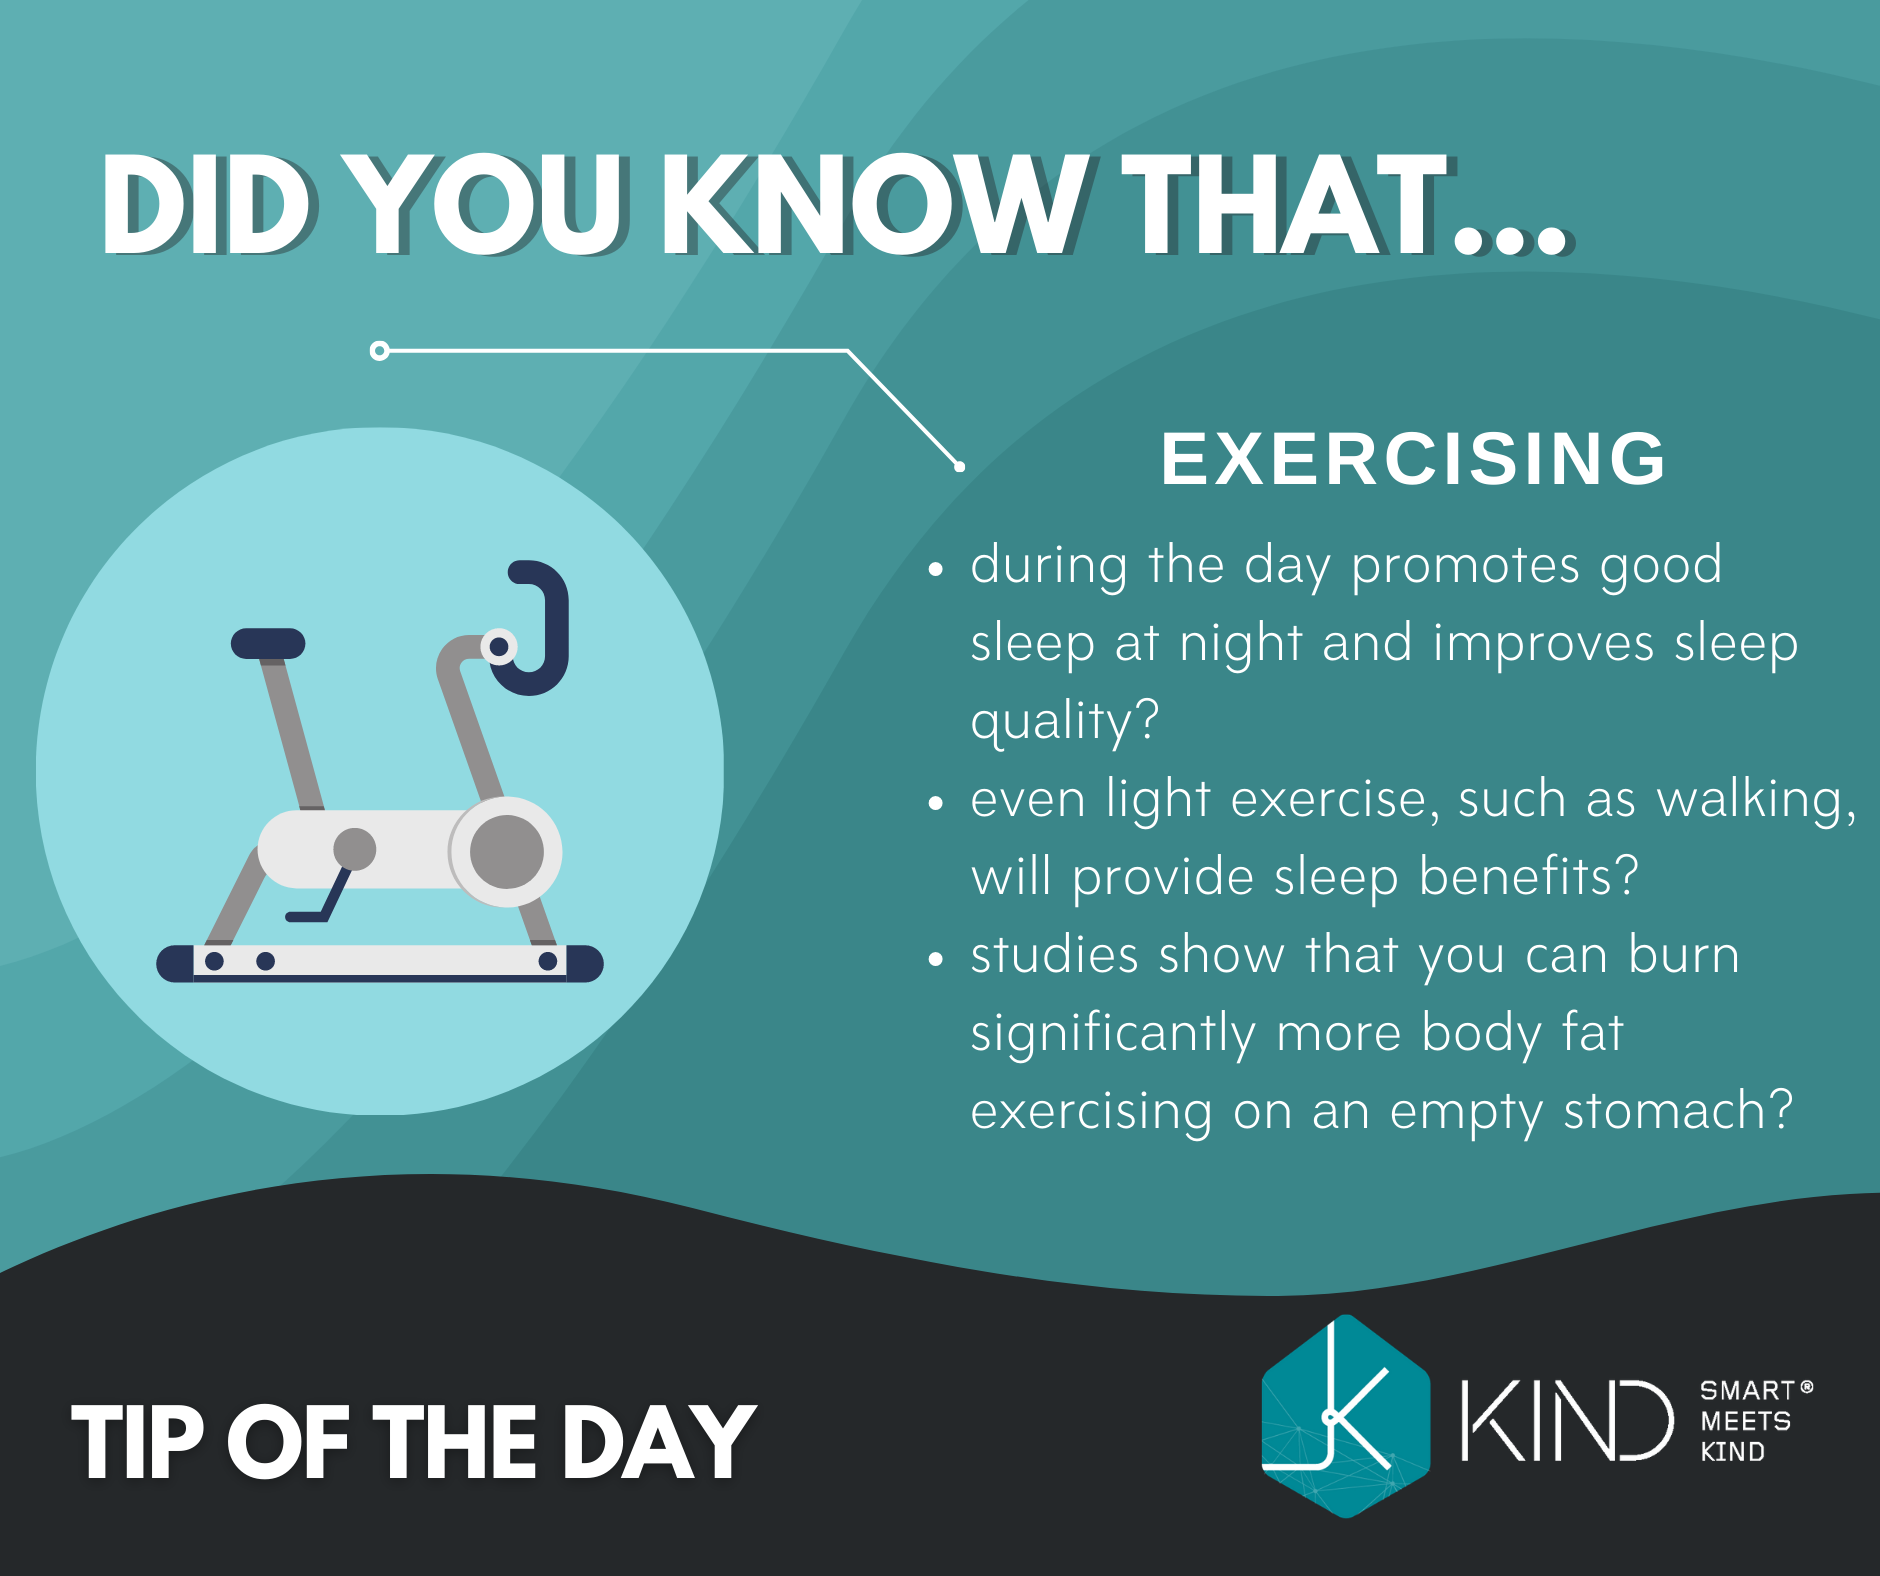 DID YOU KNOW THAT...
EXERCISING
• during the day promotes good
sleep at night and improves sleep
quality?
• even light exercise, such as walking,
will provide sleep benefits?
• studies show that you can burn
significantly more body fat
exercising on an empty stomach?
TIP OF THE DAY
K
KIND
SMART®
MEETS
KIND